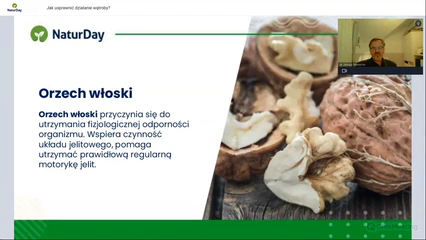 NaturDay
Jak usprawnić działanie wątroby?
NaturDay
Orzech włoski
Orzech włoski przyczynia się do
utrzymania fizjologicznej odporności
organizmu. Wspiera czynność
układu jelitowego, pomaga
utrzymać prawidłową regularną
motorykę jelit.